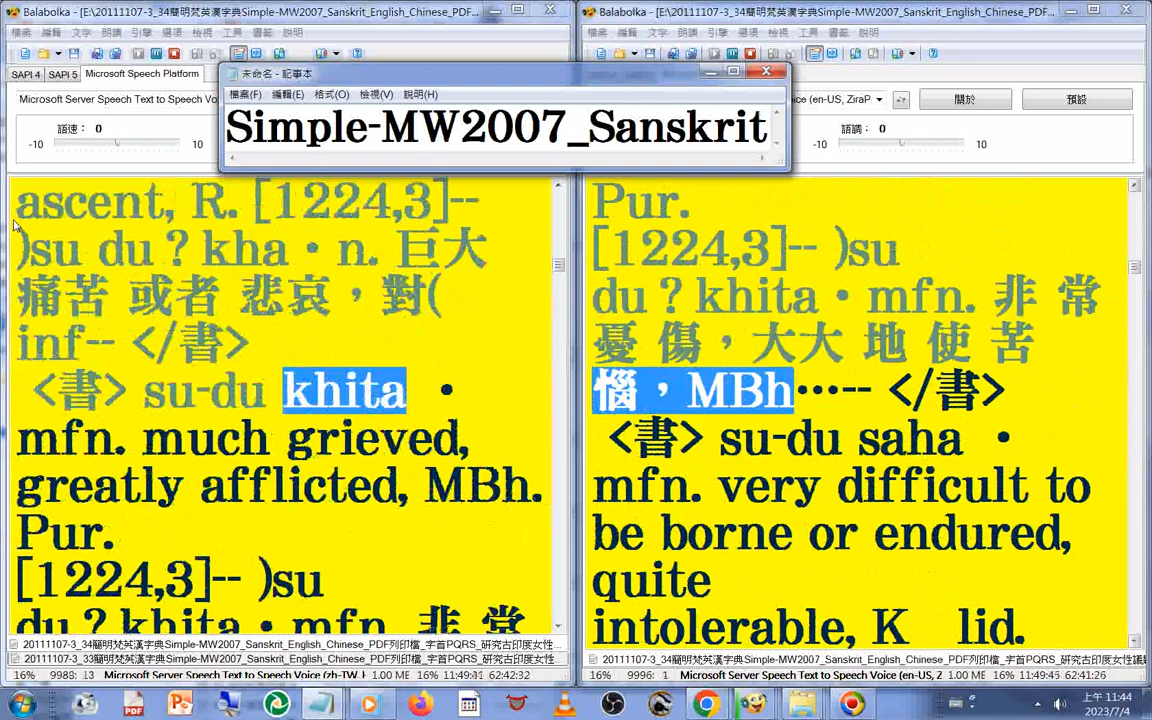 Balabolka - [E:\20111107-3_34簡明梵英漢字典Simple-MW2007_Sanskrit_English_Chinese_PDF...
檔案 編輯 文字 朗讀 引擎 選項 檢視 工具 書籤 說明
SAPI 4 SAPI 5 Microsoft Speech Platform
Microsoft Server Speech Text to Speech Vo
語速： 0
-10 10
未命名 - 記事本
檔案(F) 編輯(E) 格式(O) 檢視(V) 說明(H)
Simple-MW2007_Sanskrit
ascent, R. [1224,3]--
)su du？kha‧n. 巨大
痛苦 或者 悲哀，對(
inf-- </書>
<書> su-du khita ‧
mfn. much grieved,
greatly afflicted, MBh.
Pur.
[1224,3]-- )su
du？khita‧mfn. 非 常
20111107-3_34簡明梵英漢字典Simple-MW2007_Sanskrit_English_Chinese_PDF列印檔_字首PQRS_研究古印度女性...
20111107-3_33簡明梵英漢字典Simple-MW2007_Sanskrit_English_Chinese_PDF列印檔_字首PQRS_研究古印度女性...
16% 9988: 13 Microsoft Server Speech Text to Speech Voice (zh-TW, 1.00 MB 16% 62:42:32
Balabolka - [E:\20111107-3_34簡明梵英漢字典Simple-MW2007_Sanskrit_English_Chinese_PDF...
檔案 編輯 文字 朗讀 引擎 選項 檢視 工具 書籤 說明
ice (en-US, ZiraP 關於 預設
語調： 0
-10 10
Pur.
[1224,3]-- )su
du？khita‧mfn. 非 常
憂 傷，大大 地 使 苦
惱，MBh…-- </書>
<書> su-du saha ‧
mfn. very difficult to
be borne or endured,
quite
intolerable, K lid.
20111107-3_34簡明梵英漢字典Simple-MW2007_Sanskrit_English_Chinese_PDF列印檔_字首PQRS_研究古印度女性議
16% 9996: 1 Microsoft Server Speech Text to Speech Voice (en-US, Z 1.00 MB 16% 11:49:45 62:41:26
上午 11:44
2023/7/4